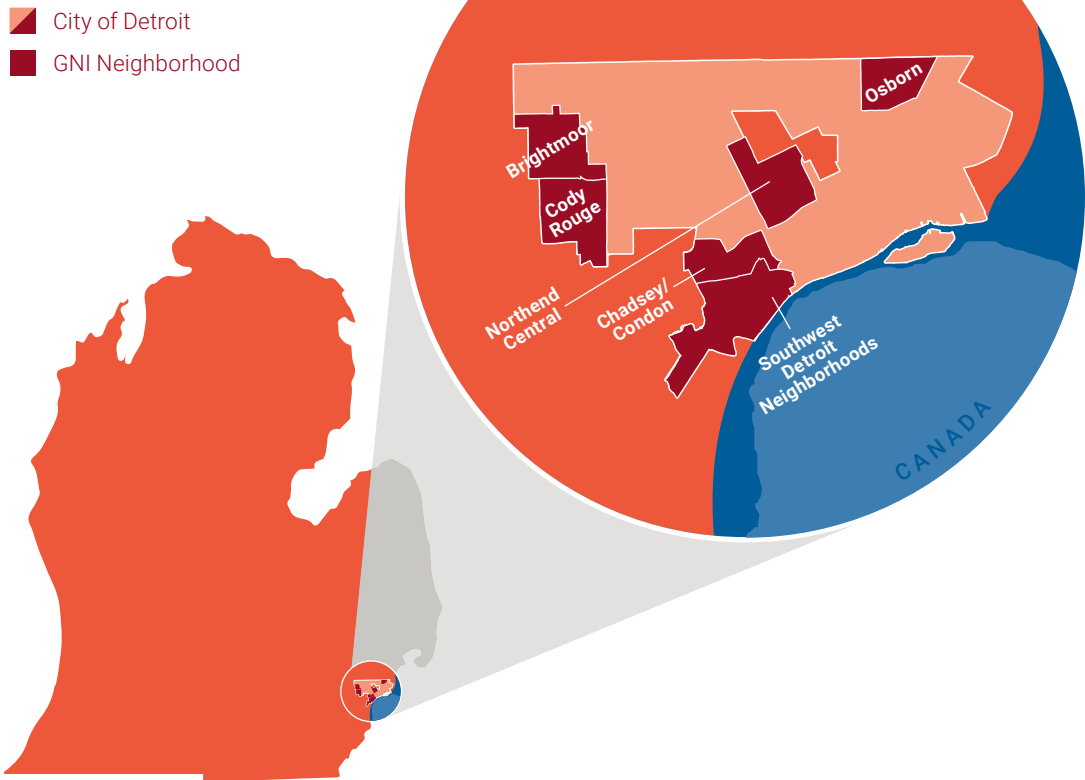 City of Detroit
GNI Neighborhood
Osborn
Brightmoor
Cody
Rouge
Northend
Central
Chadsey/
Condon
Southwest
Detroit
Neighborhoods
CANADA